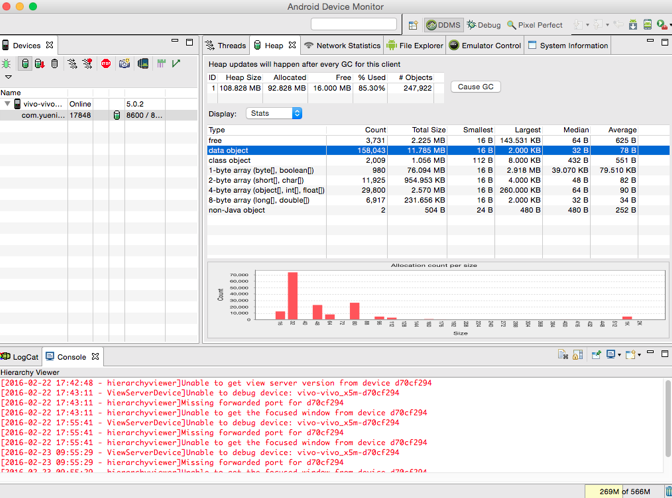 Android Device Monitor
DDMS Debug Pixel Perfect
Devices
Name
vivo-vivo... Online 5.0.2
com.yueni... 17848 8600 / 8...
Threads Heap Network Statistics File Explorer Emulator Control System Information
Heap updates will happen after every GC for this client
ID Heap Size Allocated Free % Used # Objects
1 108.828 MB 92.828 MB 16.000 MB 85.30% 247,922
Cause GC
Display: Stats
Type Count Total Size Smallest Largest Median Average
free 3,731 2.225 MB 16 B 143.531 KB 64 B 625 B
data object 158,043 11.785 MB 16 B 2.000 KB 32 B 78 B
class object 2,009 1.056 MB 112 B 8.000 KB 432 B 551 B
1-byte array (byte[], boolean[]) 980 76.094 MB 16 B 2.918 MB 39.070 KB 79.510 KB
2-byte array (short[], char[]) 11,925 954.953 KB 16 B 4.000 KB 48 B 82 B
4-byte array (object[], int[], float[]) 29,800 2.570 MB 16 B 260.000 KB 64 B 90 B
8-byte array (long[], double[]) 6,917 231.656 KB 16 B 2.000 KB 32 B 34 B
non-Java object 2 504 B 24 B 480 B 480 B 252 B
Allocation count per size
Count
70,000
60,000
50,000
40,000
30,000
20,000
10,000
0
Size
LogCat Console
Hierarchy Viewer
[2016-02-22 17:42:48 - hierarchyviewer]Unable to get view server version from device d70cf294
[2016-02-22 17:43:11 - ViewServerDevice]Unable to debug device: vivo-vivo_x5m-d70cf294
[2016-02-22 17:43:11 - hierarchyviewer]Missing forwarded port for d70cf294
[2016-02-22 17:43:11 - hierarchyviewer]Unable to get the focused window from device d70cf294
[2016-02-22 17:55:41 - ViewServerDevice]Unable to debug device: vivo-vivo_x5m-d70cf294
[2016-02-22 17:55:41 - hierarchyviewer]Missing forwarded port for d70cf294
[2016-02-22 17:55:41 - hierarchyviewer]Unable to get the focused window from device d70cf294
[2016-02-23 09:55:29 - ViewServerDevice]Unable to debug device: vivo-vivo_x5m-d70cf294
[2016-02-23 09:55:29 - hierarchyviewer]Missing forwarded port for d70cf294
[2016-02-23 09:55:29 - hierarchyviewer]Unable to get the focused window from device d70cf294
269M of 566M